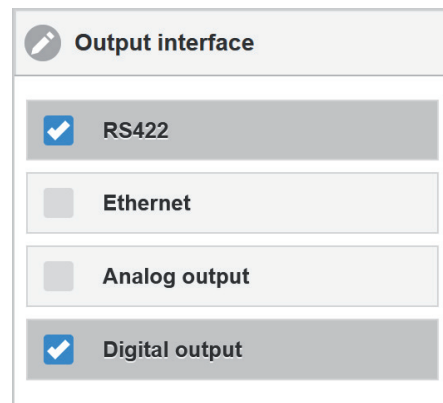 Output interface
RS422
Ethernet
Analog output
Digital output